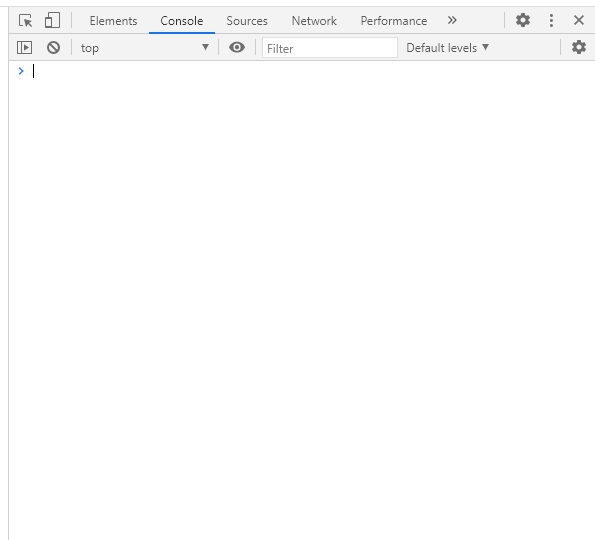 Elements Console Sources Network Performance »
top ▼ Filter Default levels ▼
>